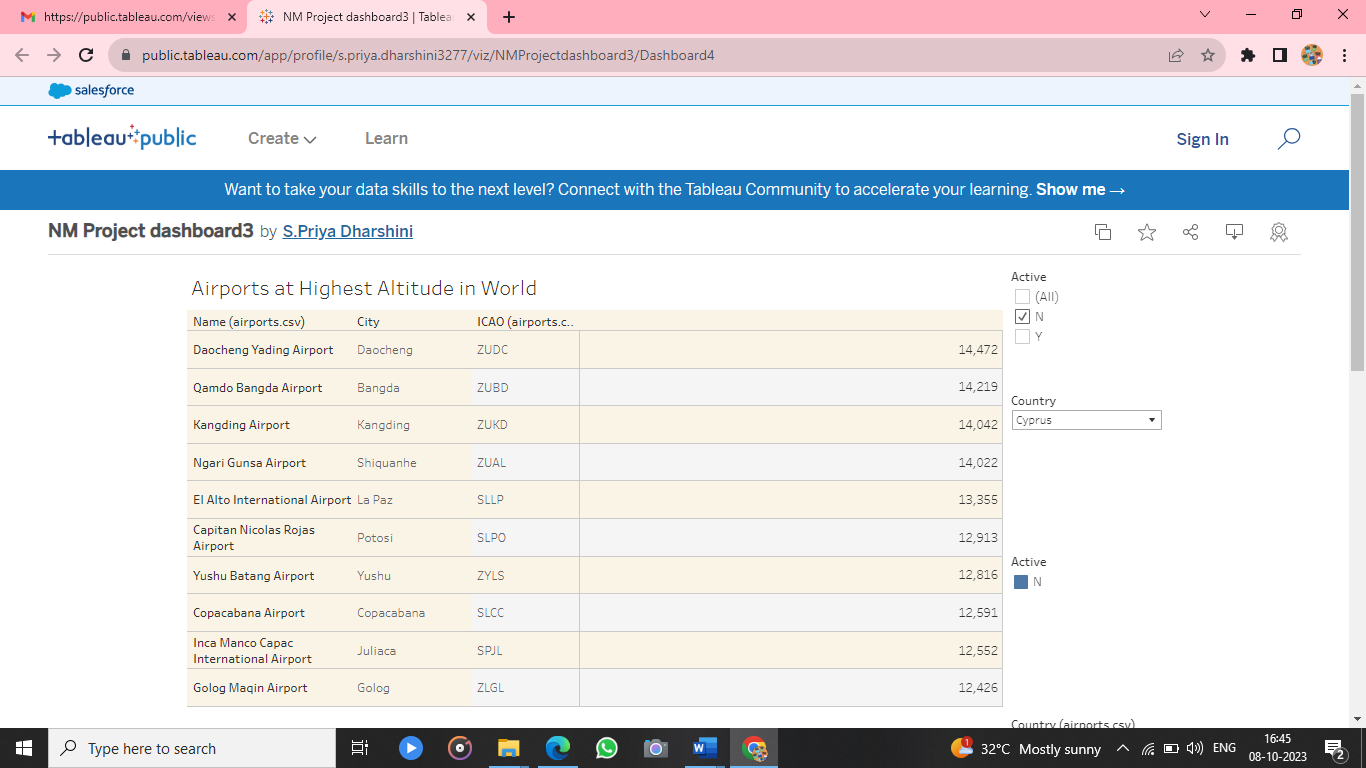 https://public.tableau.com/views
NM Project dashboard3 | Tablea
public.tableau.com/app/profile/s.priya.dharshini3277/viz/NMProjectdashboard3/Dashboard4
salesforce
+ableau public
Create
Learn
Sign In
Want to take your data skills to the next level? Connect with the Tableau Community to accelerate your learning. Show me →
NM Project dashboard3 by S.Priya Dharshini
Airports at Highest Altitude in World
Name (airports.csv) City ICAO (airports.c..
Daocheng Yading Airport Daocheng ZUDC 14,472
Qamdo Bangda Airport Bangda ZUBD 14,219
Kangding Airport Kangding ZUKD 14,042
Ngari Gunsa Airport Shiquanhe ZUAL 14,022
El Alto International Airport La Paz SLLP 13,355
Capitan Nicolas Rojas
Airport Potosi SLPO 12,913
Yushu Batang Airport Yushu ZYLS 12,816
Copacabana Airport Copacabana SLCC 12,591
Inca Manco Capac
International Airport Juliaca SPJL 12,552
Golog Maqin Airport Golog ZLGL 12,426
Active
(All)
N
Y
Country
Cyprus
Active
N
Country (airports.csv)
Type here to search
1
32°C Mostly sunny
ENG
16:45
08-10-2023
2